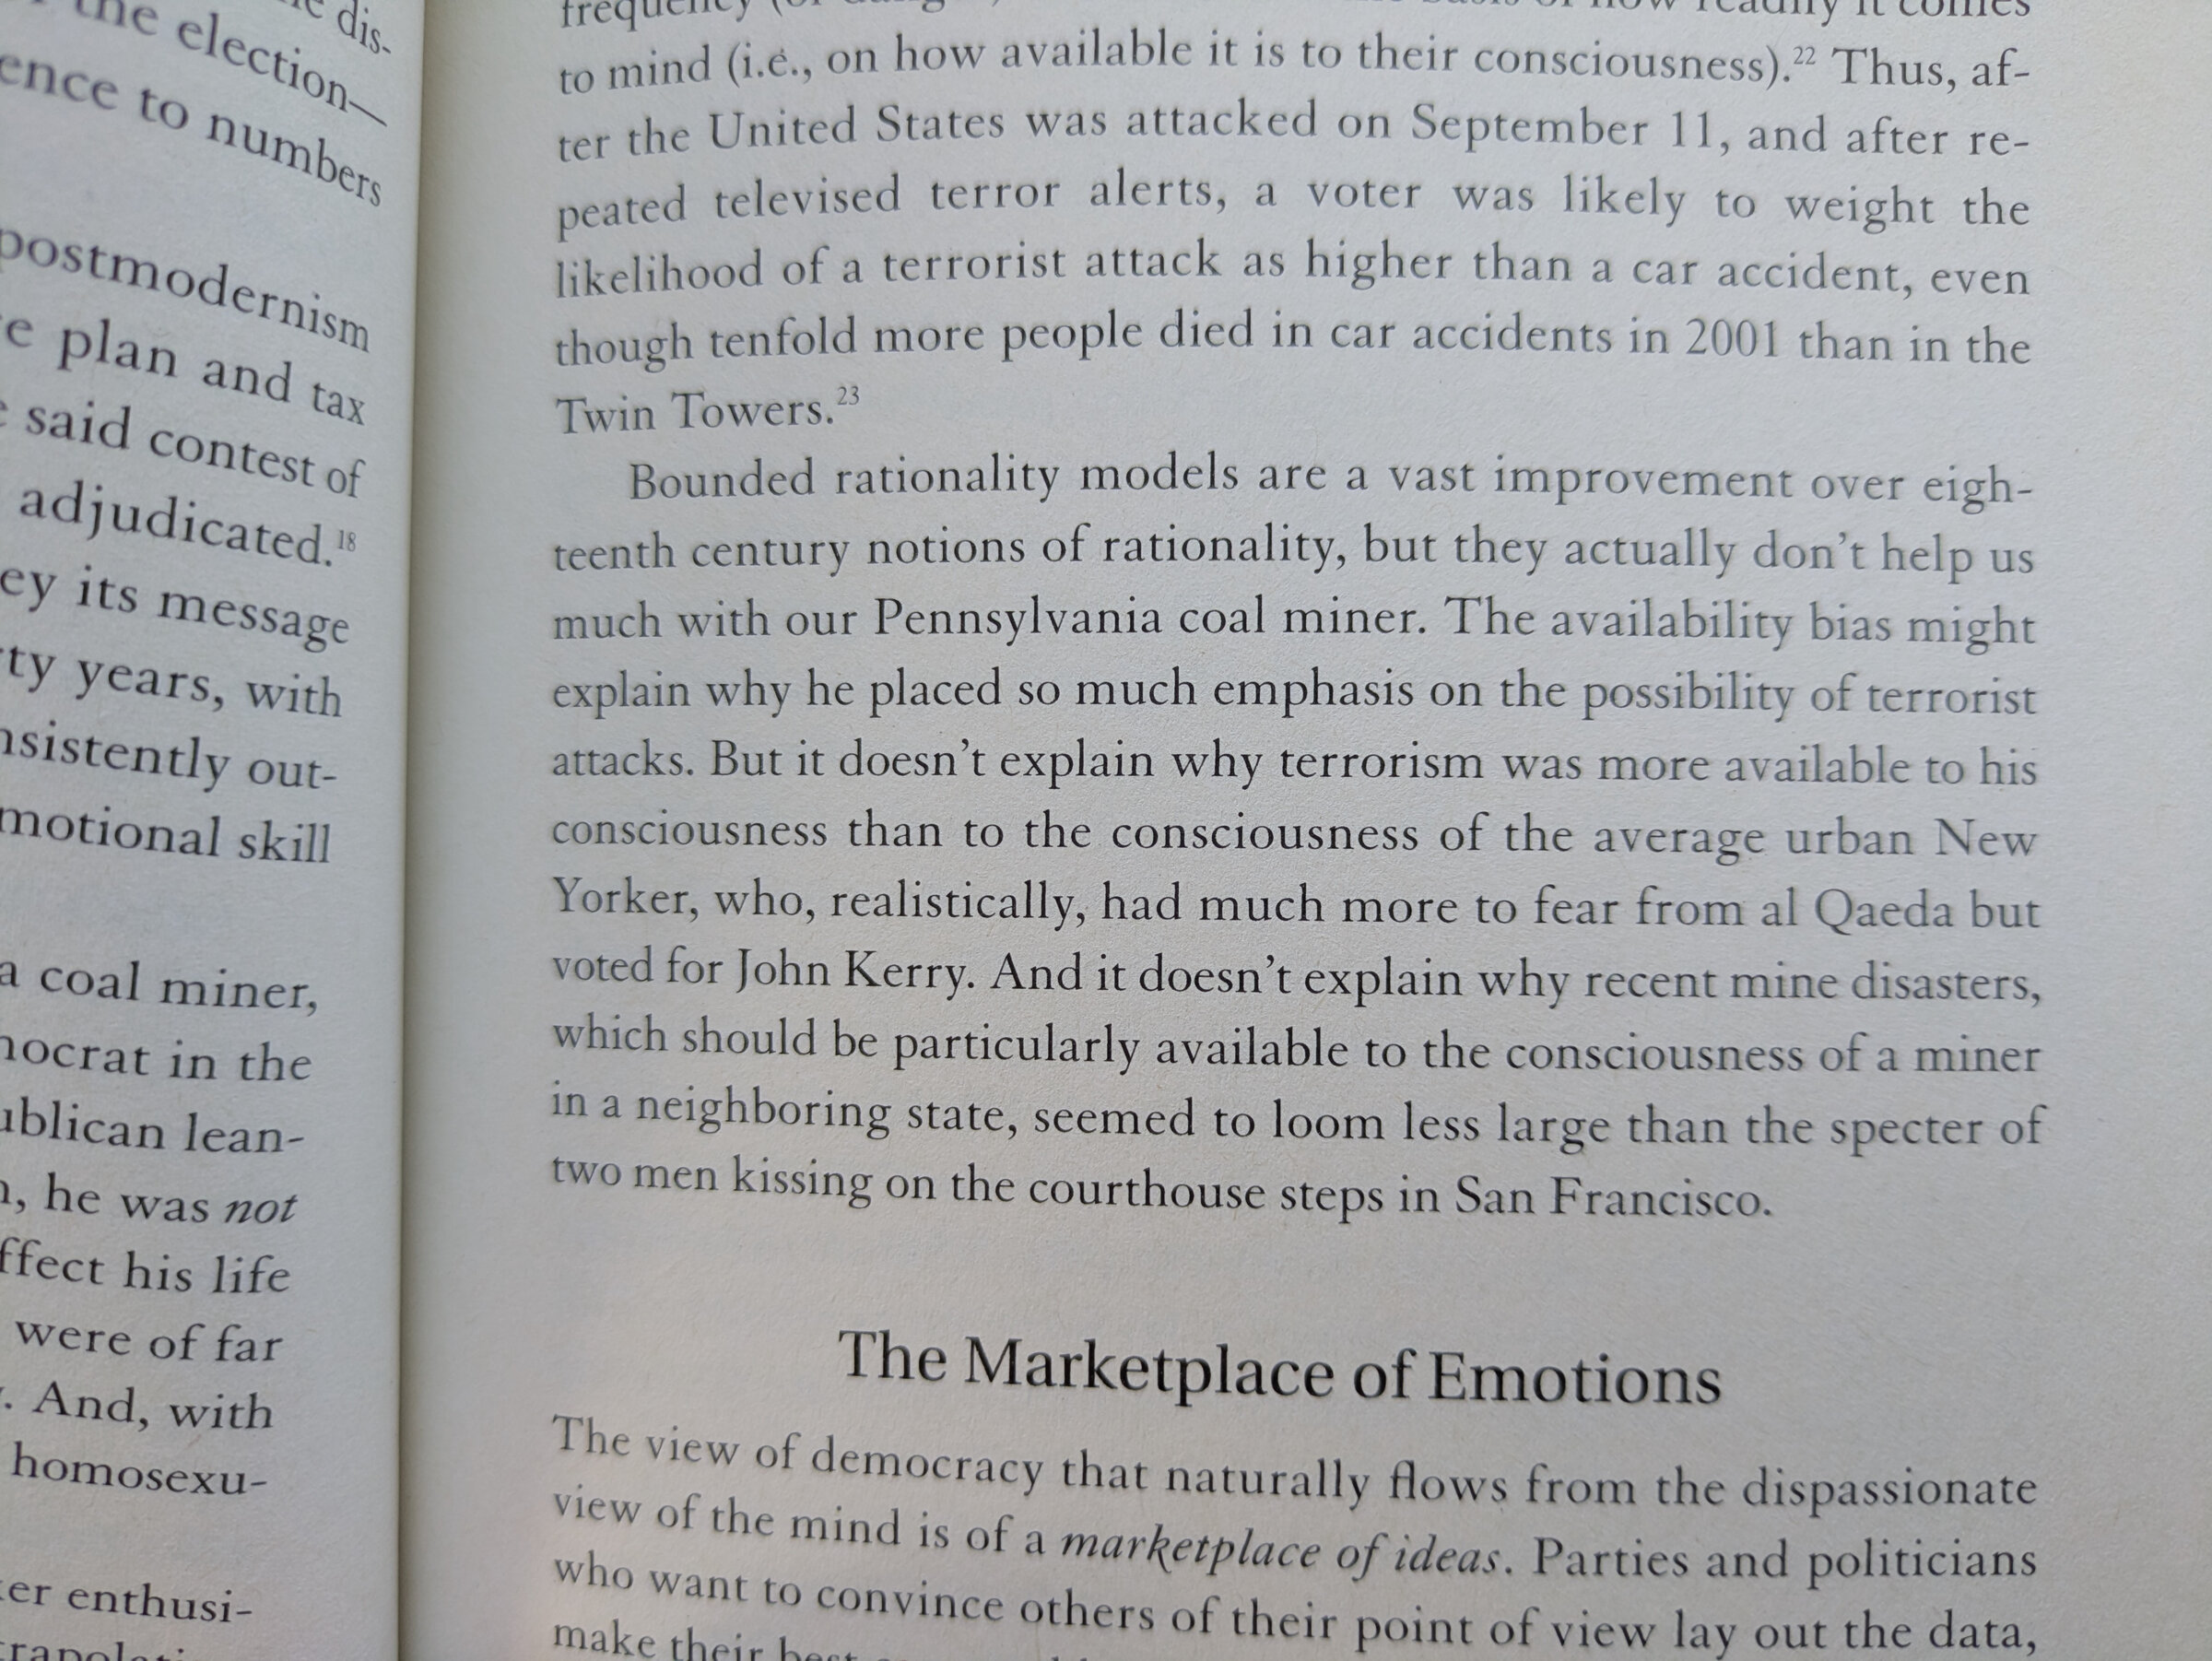 dis-
the election—
ence to numbers
postmodernism
plan and tax
said contest of
adjudicated.18
ey its message
ty years, with
nsistently out-
motional skill
a coal miner,
mocrat in the
ublican lean-
, he was not
ffect his life
were of far
. And, with
homosexu-
er enthusi-
to mind (i.e., on how available it is to their consciousness).22 Thus, af-
ter the United States was attacked on September 11, and after re-
peated televised terror alerts, a voter was likely to weight the
likelihood of a terrorist attack as higher than a car accident, even
though tenfold more people died in car accidents in 2001 than in the
Twin Towers.23
Bounded rationality models are a vast improvement over eigh-
teenth century notions of rationality, but they actually don't help us
much with our Pennsylvania coal miner. The availability bias might
explain why he placed so much emphasis on the possibility of terrorist
attacks. But it doesn't explain why terrorism was more available to his
consciousness than to the consciousness of the average urban New
Yorker, who, realistically, had much more to fear from al Qaeda but
voted for John Kerry. And it doesn't explain why recent mine disasters,
which should be particularly available to the consciousness of a miner
in a neighboring state, seemed to loom less large than the specter of
two men kissing on the courthouse steps in San Francisco.
The Marketplace of Emotions
The view of democracy that naturally flows from the dispassionate
view of the mind is of a marketplace of ideas. Parties and politicians
who want to convince others of their point of view lay out the data,
make their best